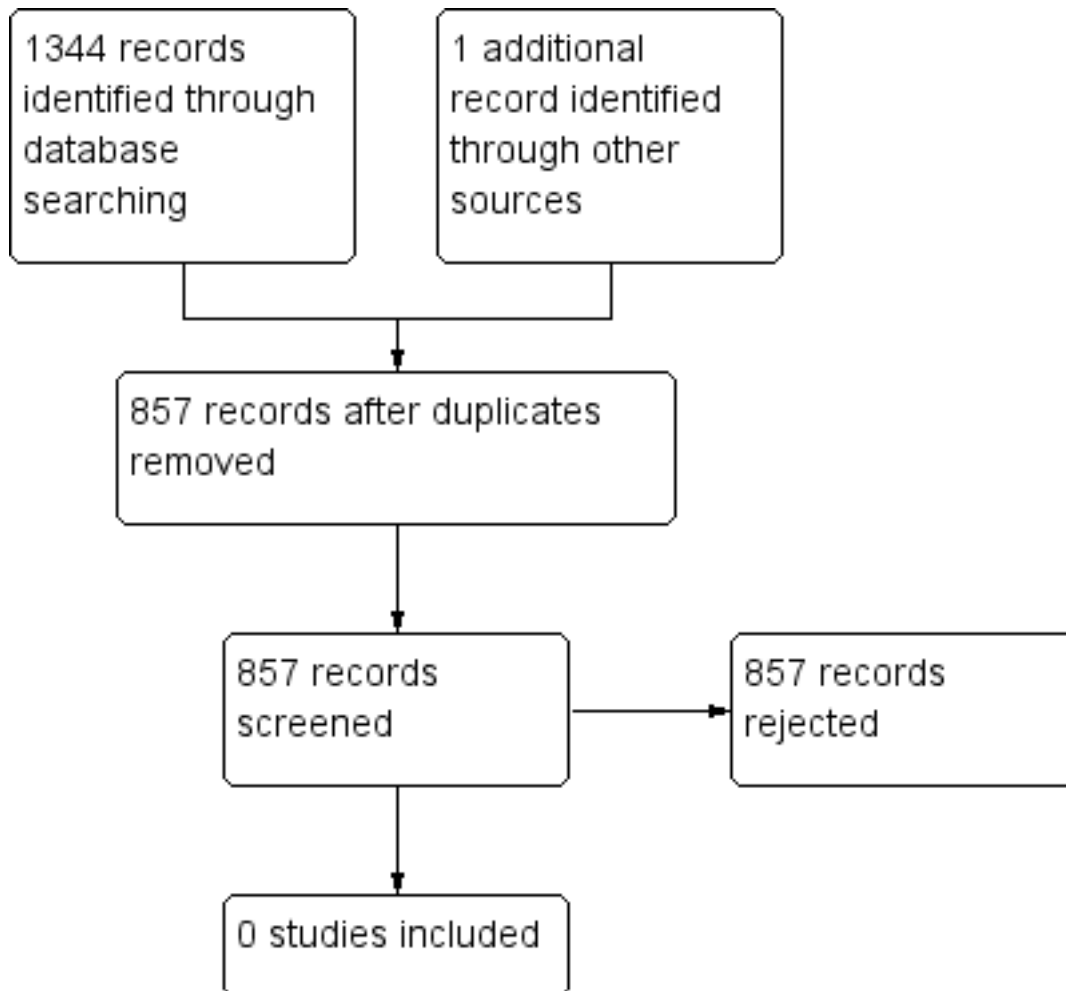 1344 records
identified through
database
searching
1 additional
record identified
through other
sources
857 records after duplicates
removed
857 records
screened
857 records
rejected
0 studies included